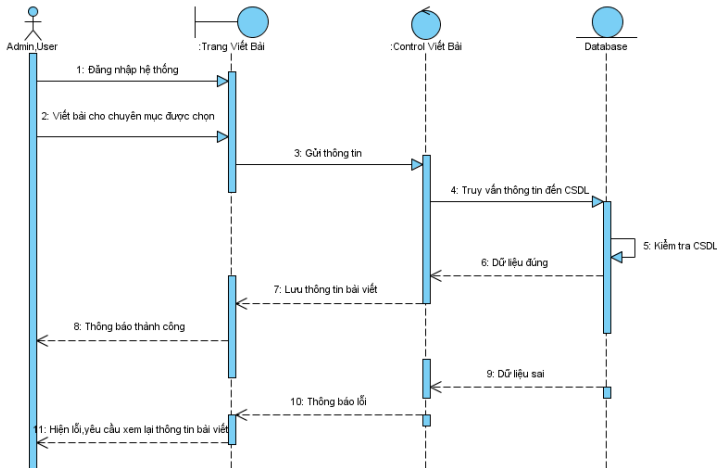 Admin,User
:Trang Viết Bài
:Control Viết Bài
Database
1: Đăng nhập hệ thống
2: Viết bài cho chuyên mục được chọn
3: Gửi thông tin
4: Truy vấn thông tin đến CSDL
5: Kiểm tra CSDL
6: Dữ liệu đúng
7: Lưu thông tin bài viết
8: Thông báo thành công
9: Dữ liệu sai
10: Thông báo lỗi
11: Hiện lỗi,yêu cầu xem lại thông tin bài viết